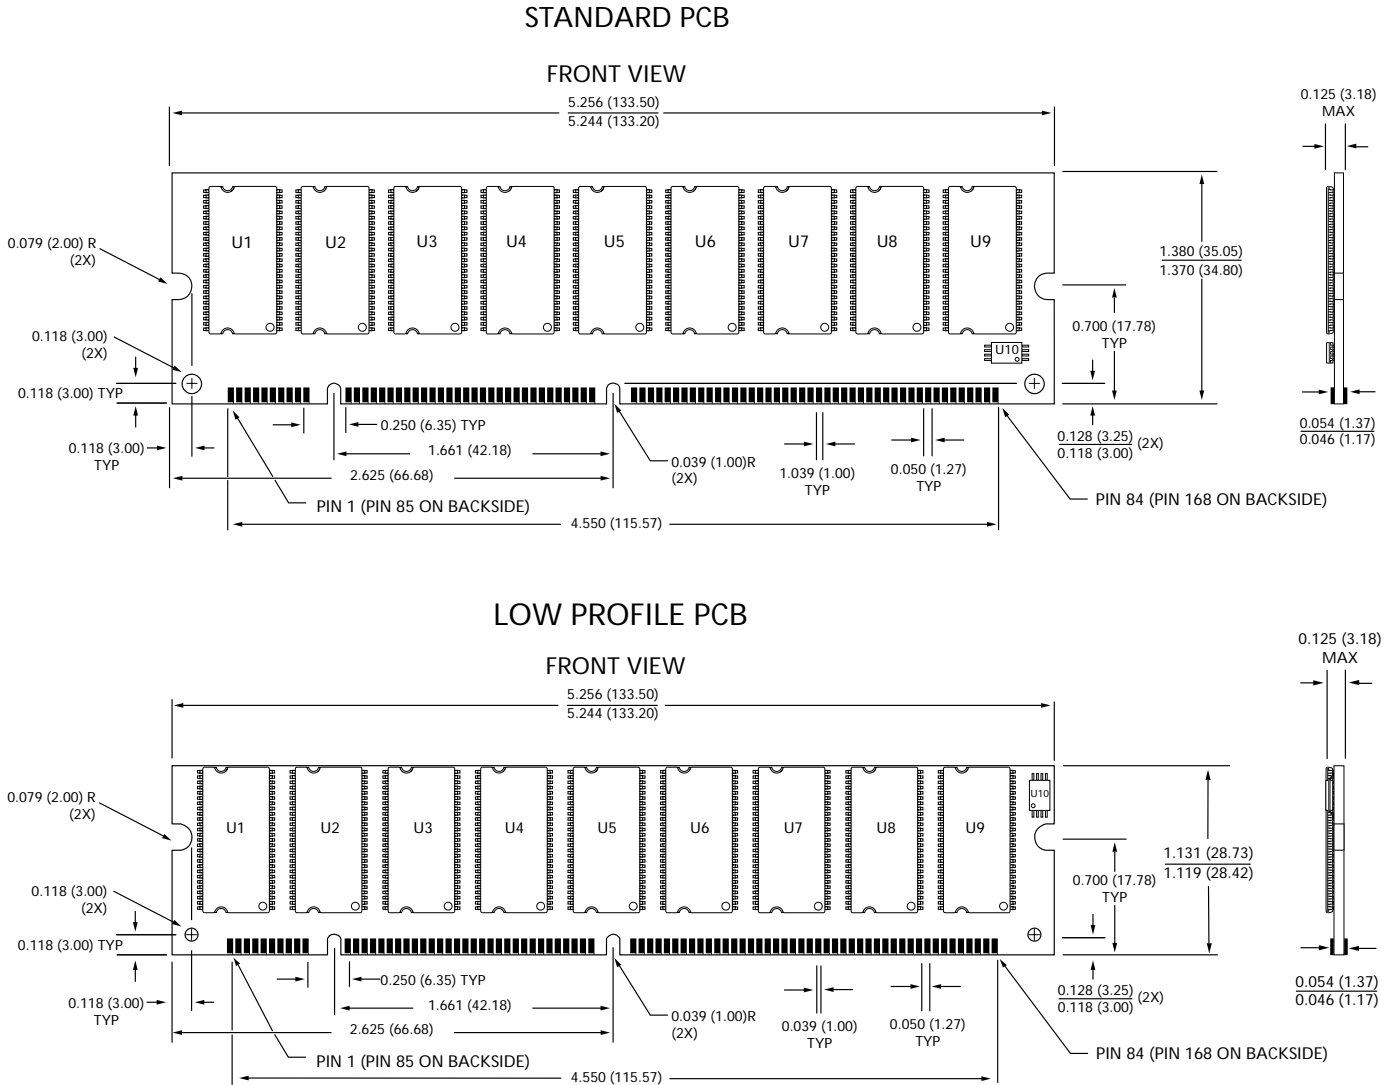 STANDARD PCB
FRONT VIEW
5.256 (133.50)
5.244 (133.20)
0.125 (3.18)
MAX
U1 U2 U3 U4 U5 U6 U7 U8 U9
0.079 (2.00) R
(2X)
1.380 (35.05)
1.370 (34.80)
0.118 (3.00)
(2X)
0.700 (17.78)
TYP
U10
0.118 (3.00) TYP
0.250 (6.35) TYP
0.054 (1.37)
0.046 (1.17)
0.118 (3.00)
TYP
1.661 (42.18)
0.128 (3.25)
0.118 (3.00)
(2X)
0.039 (1.00)R
(2X)
1.039 (1.00)
TYP
0.050 (1.27)
TYP
2.625 (66.68)
PIN 1 (PIN 85 ON BACKSIDE)
PIN 84 (PIN 168 ON BACKSIDE)
4.550 (115.57)
LOW PROFILE PCB
FRONT VIEW
5.256 (133.50)
5.244 (133.20)
0.125 (3.18)
MAX
U10
0.079 (2.00) R
(2X)
U1 U2 U3 U4 U5 U6 U7 U8 U9
1.131 (28.73)
1.119 (28.42)
0.118 (3.00)
(2X)
0.700 (17.78)
TYP
0.118 (3.00) TYP
0.250 (6.35) TYP
0.054 (1.37)
0.046 (1.17)
0.118 (3.00)
TYP
1.661 (42.18)
0.128 (3.25)
0.118 (3.00)
(2X)
0.039 (1.00)R
(2X)
0.039 (1.00)
TYP
0.050 (1.27)
TYP
2.625 (66.68)
PIN 1 (PIN 85 ON BACKSIDE)
PIN 84 (PIN 168 ON BACKSIDE)
4.550 (115.57)